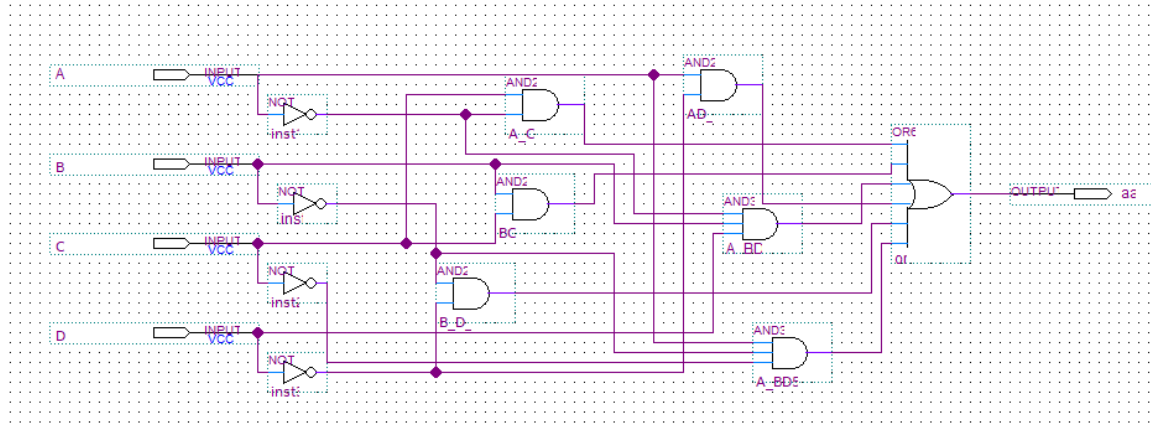 A
INPUT
VCC
NOT
inst
AND2
A_C
AND2
AD_
OR6
B
INPUT
VCC
NOT
ins
AND2
BC
AND3
A_BD
OUTPUT
aa
C
INPUT
VCC
NOT
AND2
B_D_
D
INPUT
VCC
NOT
AND3